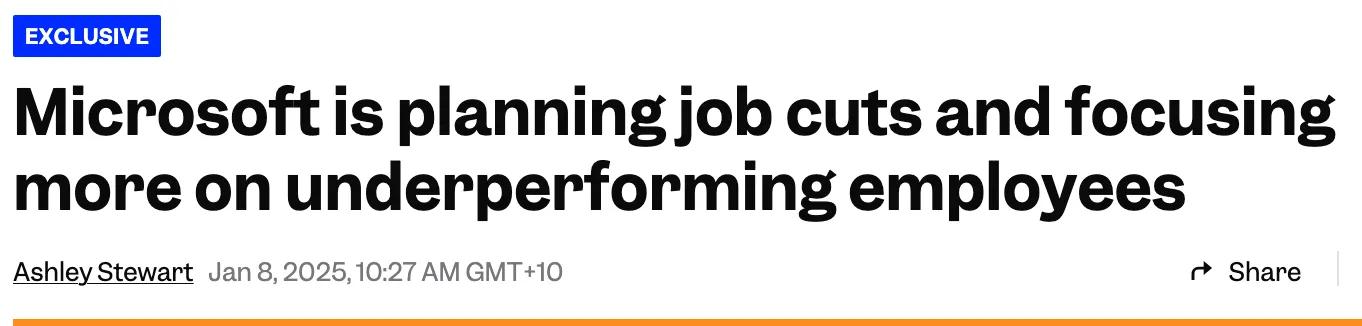 EXCLUSIVE
Microsoft is planning job cuts and focusing
more on underperforming employees
Ashley Stewart Jan 8, 2025, 10:27 AM GMT+10
Share